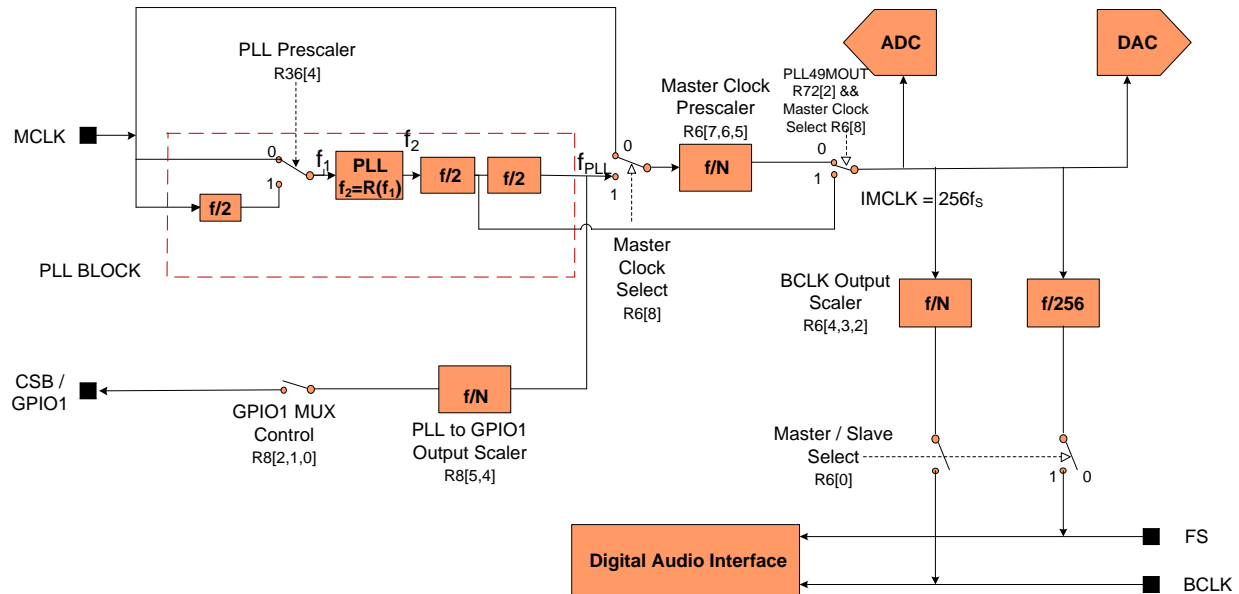 ADC
DAC
PLL Prescaler
R36[4]
PLL49MOUT
R72[2] &&
Master Clock
Select R6[8]
Master Clock
Prescaler
R6[7,6,5]
MCLK
0
1
f1
f2
PLL
f2=R(f1)
f/2
f/2
f/2
fPLL
0
1
f/N
0
1
IMCLK = 256fS
PLL BLOCK
Master
Clock
Select
R6[8]
BCLK Output
Scaler
R6[4,3,2]
f/N
f/256
CSB /
GPIO1
GPIO1 MUX
Control
R8[2,1,0]
f/N
PLL to GPIO1
Output Scaler
R8[5,4]
Master / Slave
Select
R6[0]
1
0
Digital Audio Interface
FS
BCLK